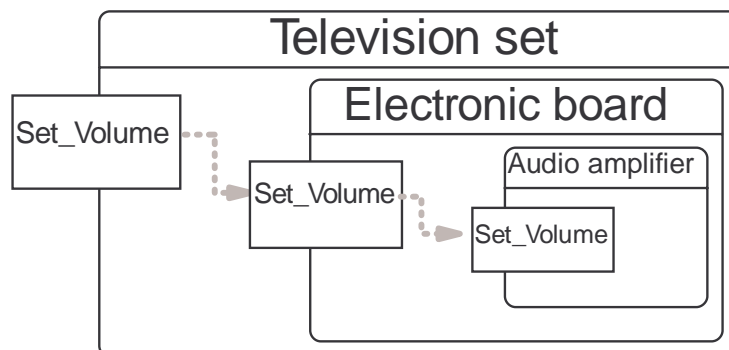 Television set
Electronic board
Set_Volume
Audio amplifier
Set_Volume
Set_Volume